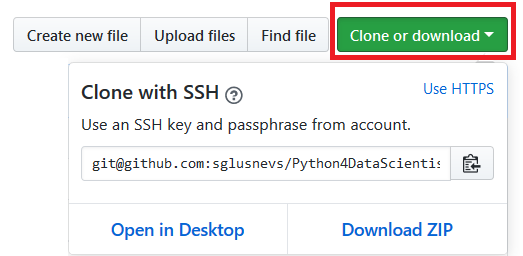 Create new file Upload files Find file Clone or download
Clone with SSH ? Use HTTPS
Use an SSH key and passphrase from account.
git@github.com:sglusnevs/Python4DataScientis
Open in Desktop Download ZIP